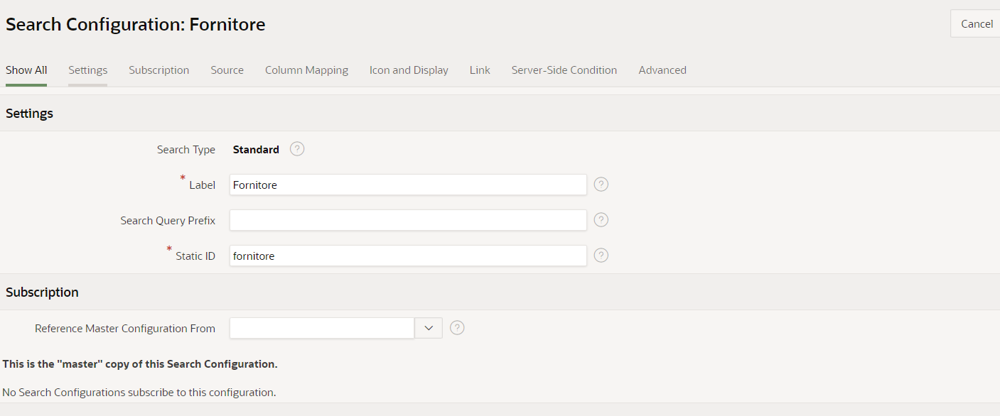 Search Configuration: Fornitore
Cancel
Show All Settings Subscription Source Column Mapping Icon and Display Link Server-Side Condition Advanced
Settings
Search Type Standard ?
* Label Fornitore ?
Search Query Prefix ?
* Static ID fornitore ?
Subscription
Reference Master Configuration From ?
This is the "master" copy of this Search Configuration.
No Search Configurations subscribe to this configuration.